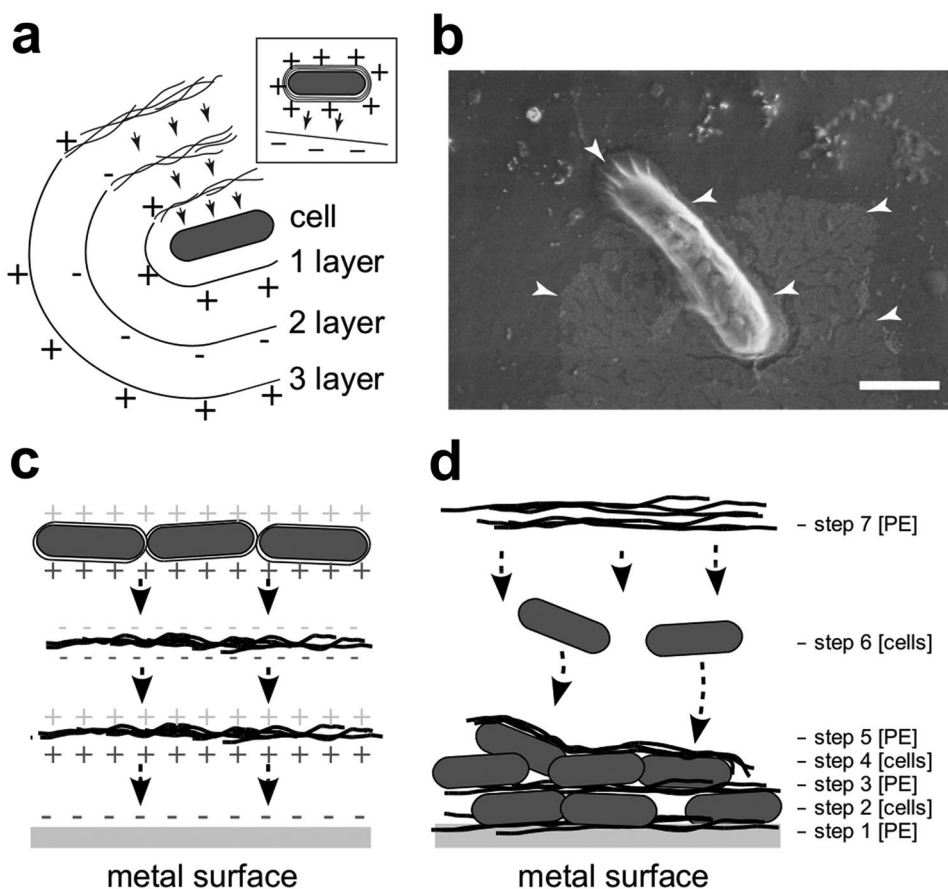 a
cell
1 layer
2 layer
3 layer
b
c
metal surface
d
step 7 [PE]
step 6 [cells]
step 5 [PE]
step 4 [cells]
step 3 [PE]
step 2 [cells]
step 1 [PE]
metal surface